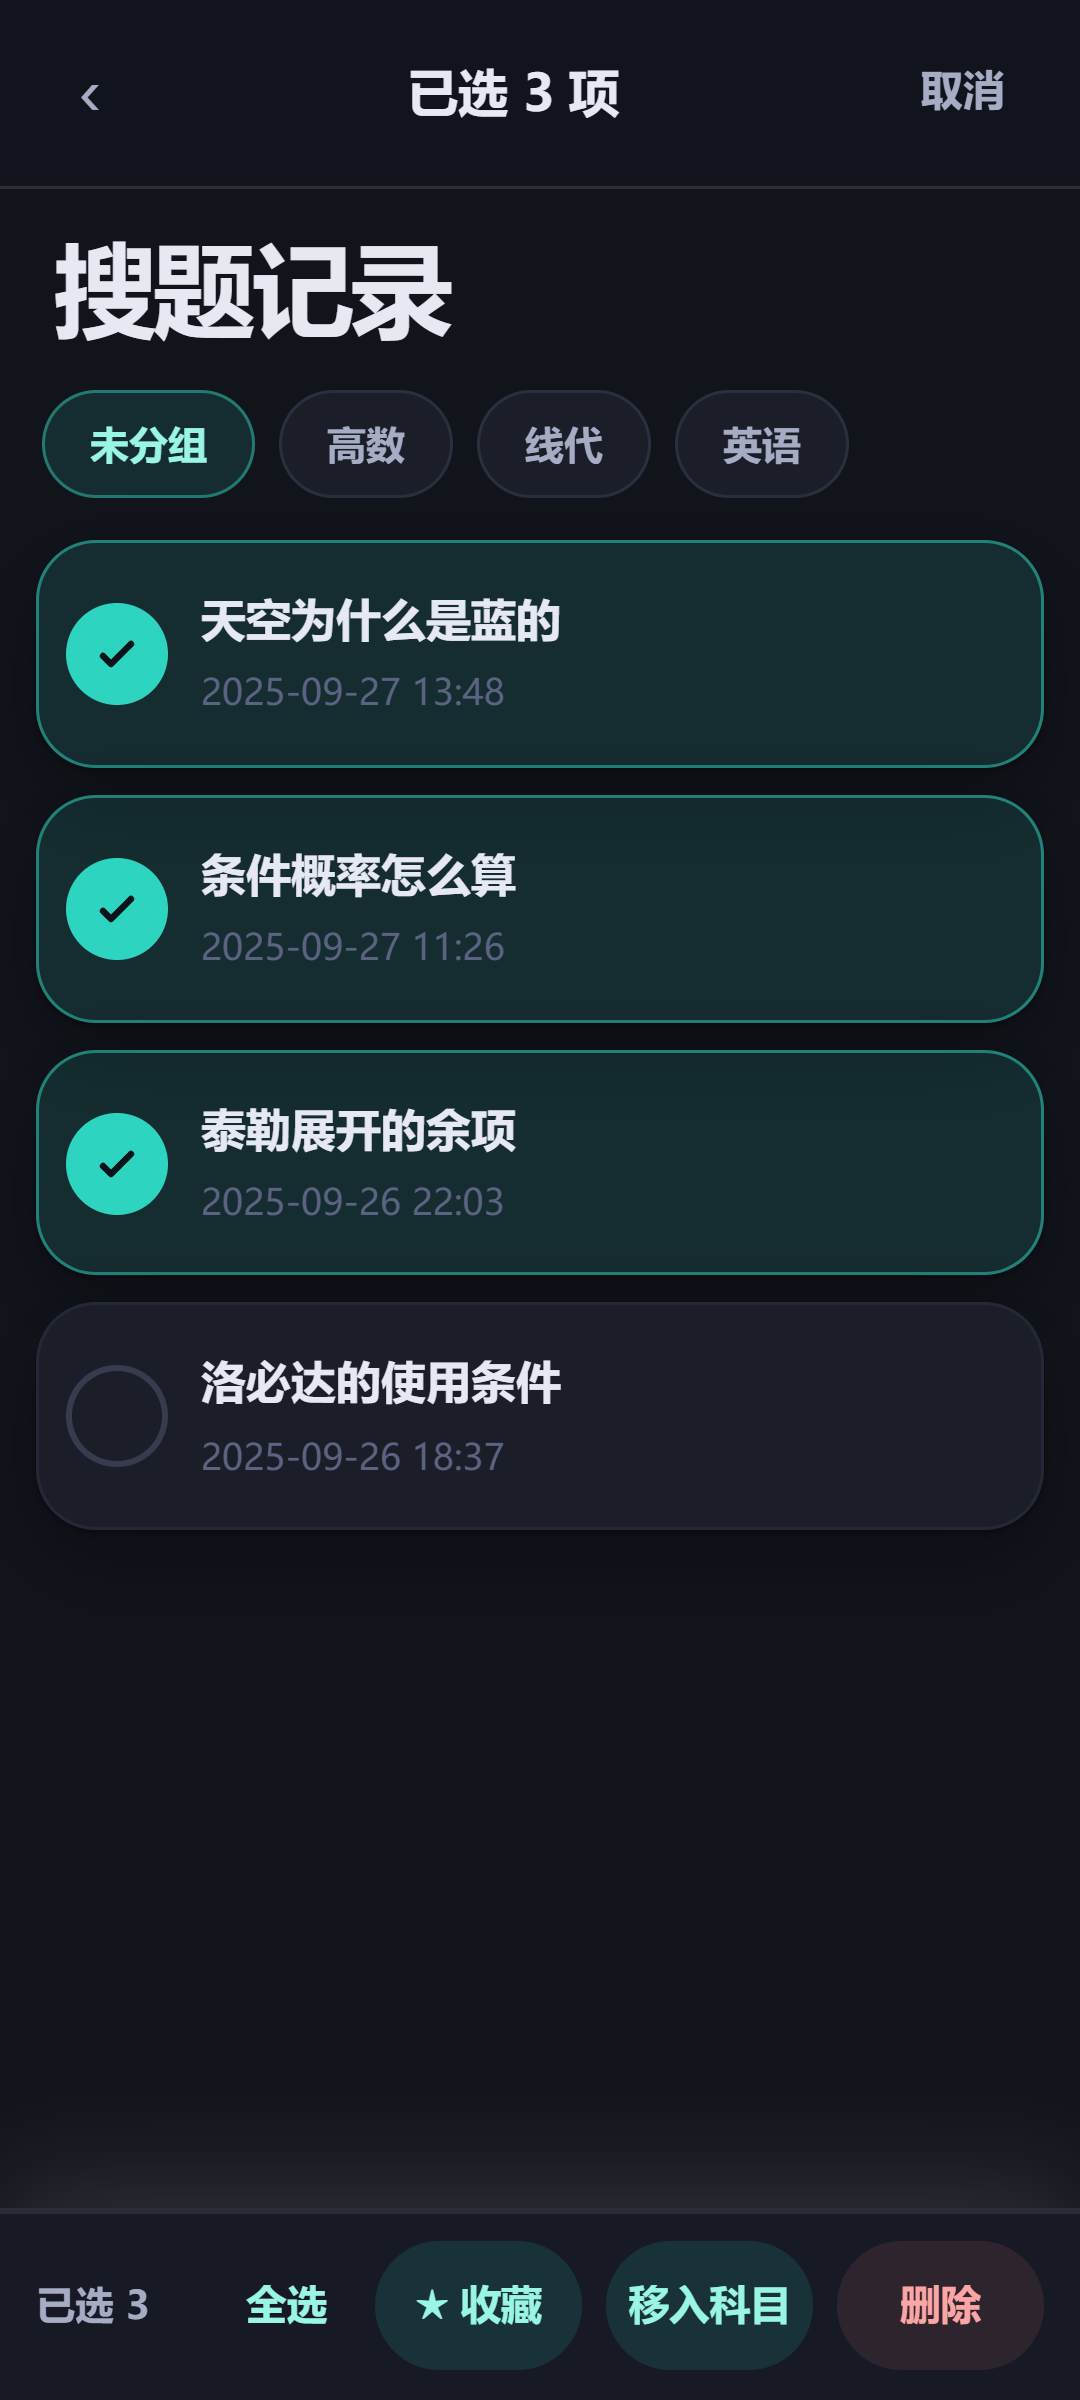 ‹ 已选 3 项 取消
搜题记录
未分组 高数 线代 英语
天空为什么是蓝的
2025-09-27 13:48
条件概率怎么算
2025-09-27 11:26
泰勒展开的余项
2025-09-26 22:03
洛必达的使用条件
2025-09-26 18:37
已选 3 全选 ★ 收藏 移入科目 删除